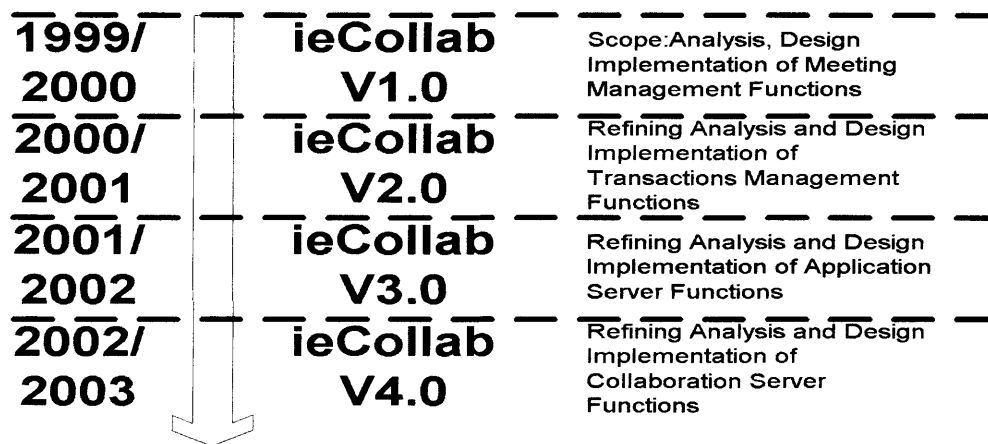 1999/
2000
ieCollab
V1.0
Scope:Analysis, Design
Implementation of Meeting
Management Functions
2000/
2001
ieCollab
V2.0
Refining Analysis and Design
Implementation of
Transactions Management
Functions
2001/
2002
ieCollab
V3.0
Refining Analysis and Design
Implementation of Application
Server Functions
2002/
2003
ieCollab
V4.0
Refining Analysis and Design
Implementation of
Collaboration Server
Functions